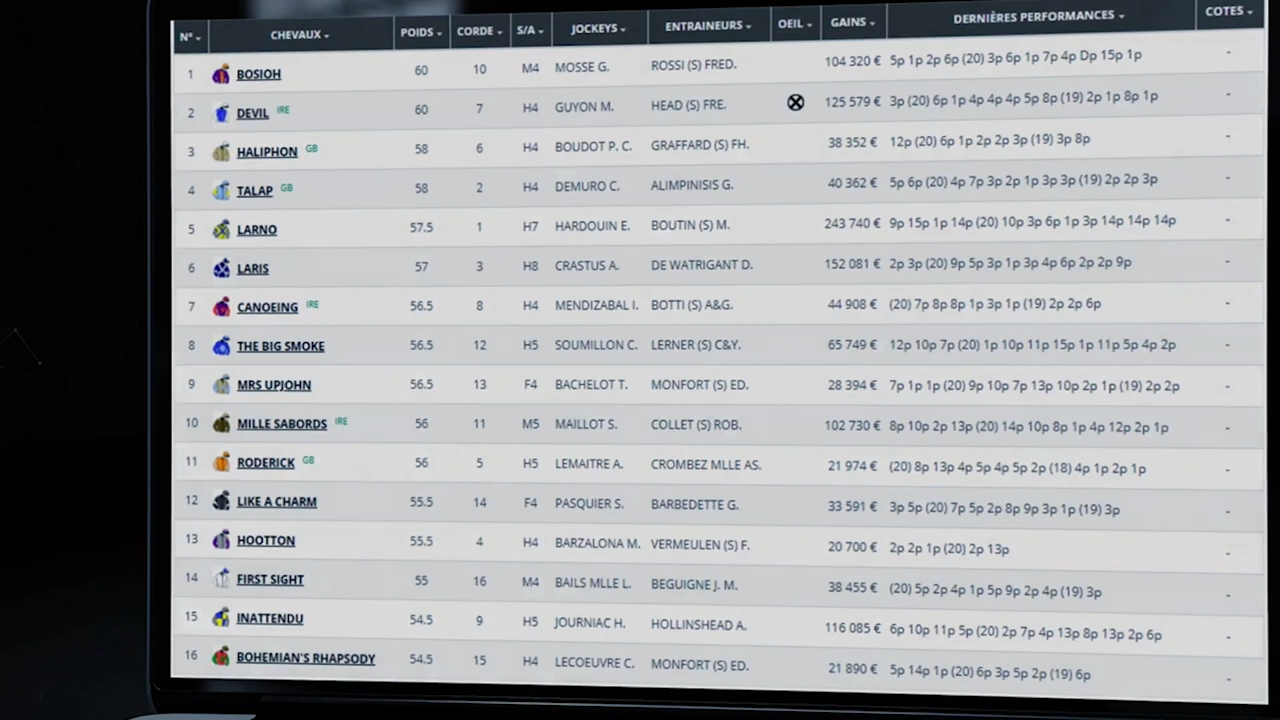 N° CHEVAUX POIDS CORDE S/A JOCKEYS ENTRAINEURS OEIL GAINS DERNIÈRES PERFORMANCES COTES
1 BOSIOH 60 10 M4 MOSSE G. ROSSI (S) FRED. 104 320 € 5p 1p 2p 6p (20) 3p 6p 1p 7p 4p Dp 15p 1p -
2 DEVIL IRE 60 7 H4 GUYON M. HEAD (S) FRE. 125 579 € 3p (20) 6p 1p 4p 4p 4p 5p 8p (19) 2p 1p 8p 1p -
3 HALIPHON GB 58 6 H4 BOUDOT P. C. GRAFFARD (S) FH. 38 352 € 12p (20) 6p 1p 2p 2p 3p (19) 3p 8p -
4 TALAP GB 58 2 H4 DEMURO C. ALIMPINISIS G. 40 362 € 5p 6p (20) 4p 7p 3p 2p 1p 3p 3p (19) 2p 2p 3p -
5 LARNO 57.5 1 H7 HARDOUIN E. BOUTIN (S) M. 243 740 € 9p 15p 1p 14p (20) 10p 3p 6p 1p 3p 14p 14p 14p -
6 LARIS 57 3 H8 CRASTUS A. DE WATRIGANT D. 152 081 € 2p 3p (20) 9p 5p 3p 1p 3p 4p 6p 2p 2p 9p -
7 CANOEING IRE 56.5 8 H4 MENDIZABAL I. BOTTI (S) A&G. 44 908 € (20) 7p 8p 8p 1p 3p 1p (19) 2p 2p 6p -
8 THE BIG SMOKE 56.5 12 H5 SOUMILLON C. LERNER (S) C&Y. 65 749 € 12p 10p 7p (20) 1p 10p 11p 15p 1p 11p 5p 4p 2p -
9 MRS UPJOHN 56.5 13 F4 BACHELOT T. MONFORT (S) ED. 28 394 € 7p 1p 1p (20) 9p 10p 7p 13p 10p 2p 1p (19) 2p 2p -
10 MILLE SABORDS IRE 56 11 M5 MAILLOT S. COLLET (S) ROB. 102 730 € 8p 10p 2p 13p (20) 14p 10p 8p 1p 4p 12p 2p 1p -
11 RODERICK GB 56 5 H5 LEMAITRE A. CROMBEZ MLLE AS. 21 974 € (20) 8p 13p 4p 5p 4p 5p 2p (18) 4p 1p 2p 1p -
12 LIKE A CHARM 55.5 14 F4 PASQUIER S. BARBEDETTE G. 33 591 € 3p 5p (20) 7p 5p 2p 8p 9p 3p 1p (19) 3p -
13 HOOTTON 55.5 4 H4 BARZALONA M. VERMEULEN (S) F. 20 700 € 2p 2p 1p (20) 2p 13p -
14 FIRST SIGHT 55 16 M4 BAILS MLLE L. BEGUIGNE J. M. 38 455 € (20) 5p 2p 4p 1p 5p 9p 2p 4p (19) 3p -
15 INATTENDU 54.5 9 H5 JOURNIAC H. HOLLINSHEAD A. 116 085 € 6p 10p 11p 5p (20) 2p 7p 4p 13p 8p 13p 2p 6p -
16 BOHEMIAN'S RHAPSODY 54.5 15 H4 LECOEUVRE C. MONFORT (S) ED. 21 890 € 5p 14p 1p (20) 6p 3p 5p 2p (19) 6p -